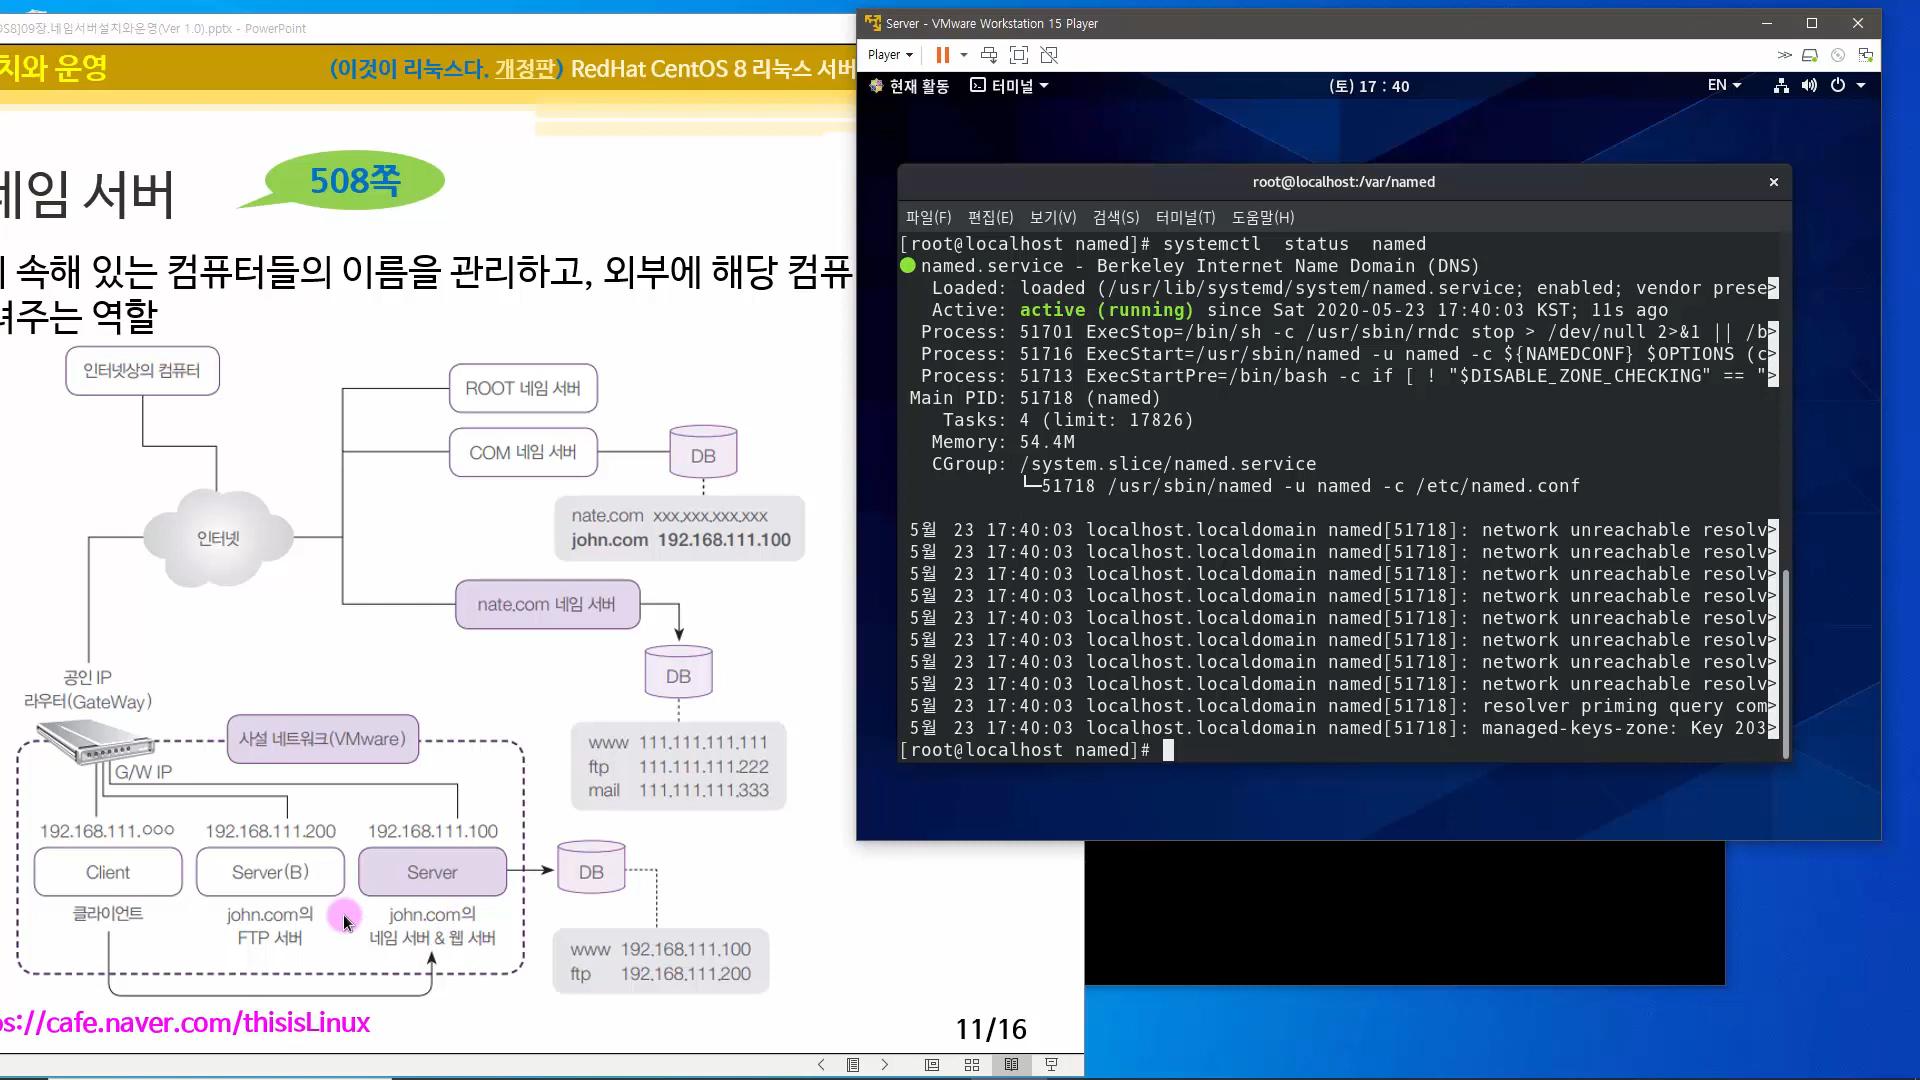 OS8]09장.네임서버설치와운영(Ver 1.0).pptx - PowerPoint
치와 운영
(이것이 리눅스다. 개정판) RedHat CentOS 8 리눅스 서버
네임 서버
508쪽
속해 있는 컴퓨터들의 이름을 관리하고, 외부에 해당 컴퓨
려주는 역할
인터넷상의 컴퓨터
ROOT 네임 서버
COM 네임 서버
DB
nate.com xxx.xxx.xxx.xxx
john.com 192.168.111.100
인터넷
nate.com 네임 서버
DB
공인 IP
라우터(GateWay)
www 111.111.111.111
ftp 111.111.111.222
mail 111.111.111.333
사설 네트워크(VMware)
G/W IP
192.168.111.○○○
192.168.111.200
192.168.111.100
Client
Server(B)
Server
DB
클라이언트
john.com의
FTP 서버
john.com의
네임 서버 & 웹 서버
www 192.168.111.100
ftp 192.168.111.200
ps://cafe.naver.com/thisisLinux
11/16
Server - VMware Workstation 15 Player
Player
현재 활동
터미널
(토) 17 : 40
EN
root@localhost:/var/named
파일(F) 편집(E) 보기(V) 검색(S) 터미널(T) 도움말(H)
[root@localhost named]# systemctl  status  named
● named.service - Berkeley Internet Name Domain (DNS)
Loaded: loaded (/usr/lib/systemd/system/named.service; enabled; vendor prese>
Active: active (running) since Sat 2020-05-23 17:40:03 KST; 11s ago
Process: 51701 ExecStop=/bin/sh -c /usr/sbin/rndc stop > /dev/null 2>&1 || /b>
Process: 51716 ExecStart=/usr/sbin/named -u named -c ${NAMEDCONF} $OPTIONS (c>
Process: 51713 ExecStartPre=/bin/bash -c if [ ! "$DISABLE_ZONE_CHECKING" == ">
Main PID: 51718 (named)
Tasks: 4 (limit: 17826)
Memory: 54.4M
CGroup: /system.slice/named.service
└─51718 /usr/sbin/named -u named -c /etc/named.conf
5월 23 17:40:03 localhost.localdomain named[51718]: network unreachable resolv>
5월 23 17:40:03 localhost.localdomain named[51718]: network unreachable resolv>
5월 23 17:40:03 localhost.localdomain named[51718]: network unreachable resolv>
5월 23 17:40:03 localhost.localdomain named[51718]: network unreachable resolv>
5월 23 17:40:03 localhost.localdomain named[51718]: network unreachable resolv>
5월 23 17:40:03 localhost.localdomain named[51718]: network unreachable resolv>
5월 23 17:40:03 localhost.localdomain named[51718]: network unreachable resolv>
5월 23 17:40:03 localhost.localdomain named[51718]: network unreachable resolv>
5월 23 17:40:03 localhost.localdomain named[51718]: resolver priming query com>
5월 23 17:40:03 localhost.localdomain named[51718]: managed-keys-zone: Key 203>
[root@localhost named]#